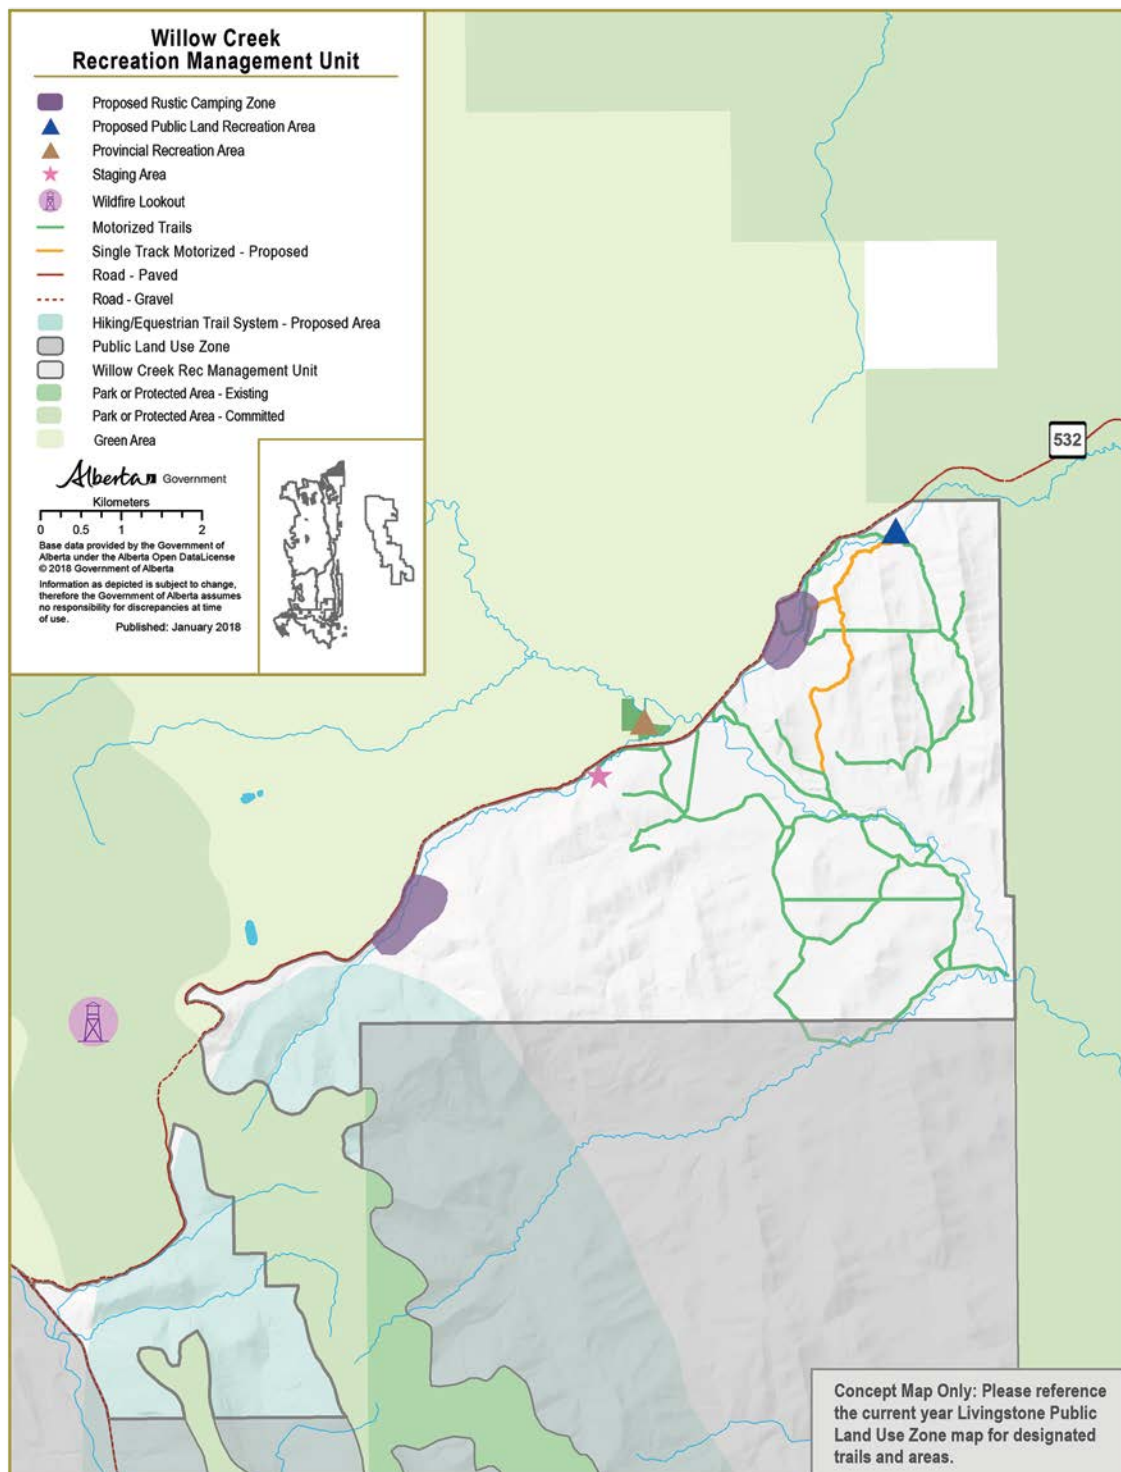 Willow Creek
Recreation Management Unit
Proposed Rustic Camping Zone
Proposed Public Land Recreation Area
Provincial Recreation Area
Staging Area
Wildfire Lookout
Motorized Trails
Single Track Motorized - Proposed
Road - Paved
Road - Gravel
Hiking/Equestrian Trail System - Proposed Area
Public Land Use Zone
Willow Creek Rec Management Unit
Park or Protected Area - Existing
Park or Protected Area - Committed
Green Area
Alberta Government
Kilometers
0 0.5 1 2
Base data provided by the Government of
Alberta under the Alberta Open DataLicense
© 2018 Government of Alberta
Information as depicted is subject to change,
therefore the Government of Alberta assumes
no responsibility for discrepancies at time
of use.
Published: January 2018
532
Concept Map Only: Please reference
the current year Livingstone Public
Land Use Zone map for designated
trails and areas.